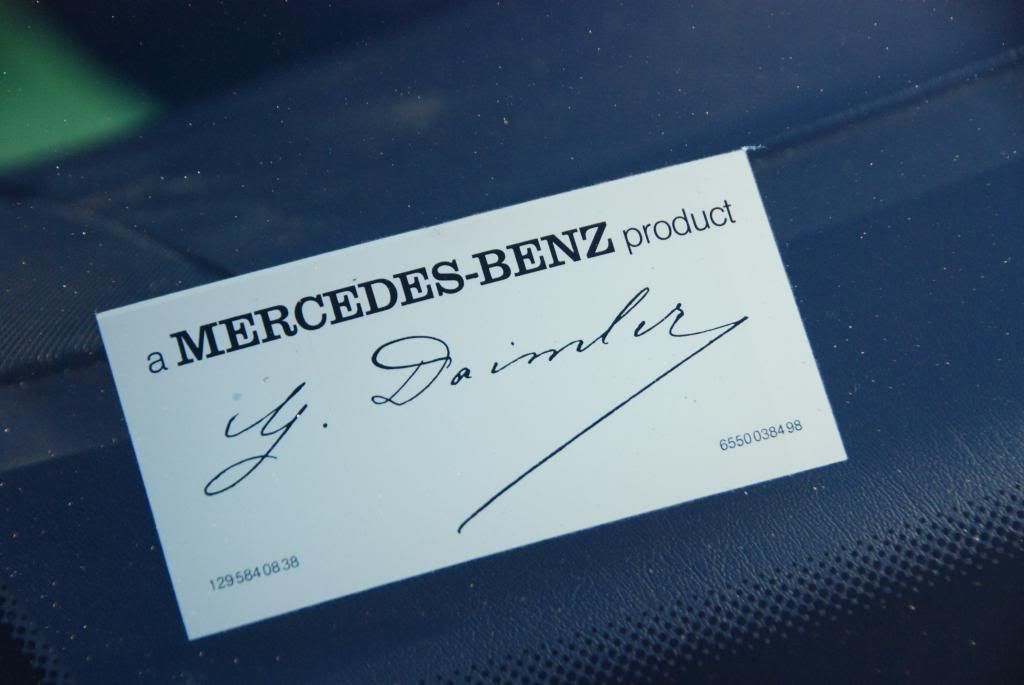 a MERCEDES-BENZ product
G. Daimler
6550038498
1295840838